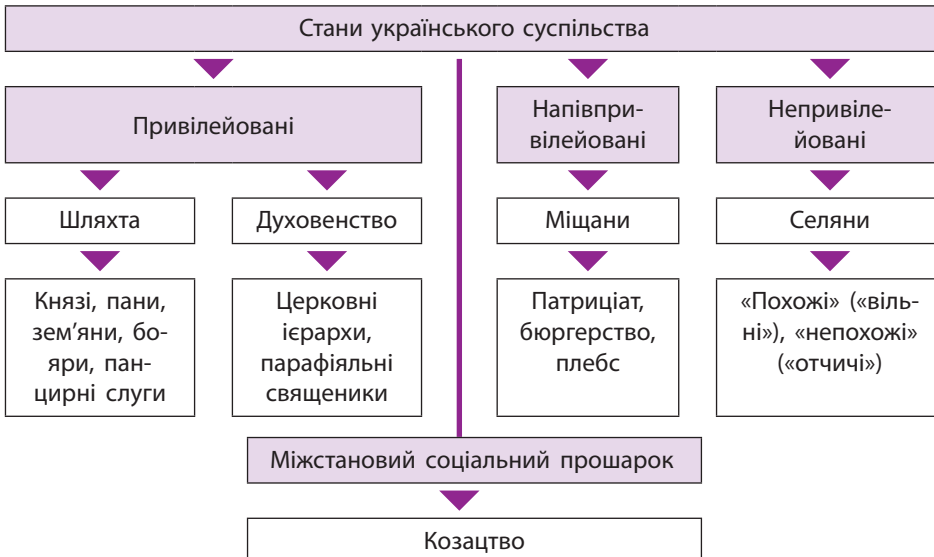 Стани українського суспільства
Привілейовані
Напівпри-
вілейовані
Непривіле-
йовані
Шляхта
Духовенство
Міщани
Селяни
Князі, пани,
зем’яни, бо-
яри, пан-
цирні слуги
Церковні
ієрархи,
парафіяльні
священики
Патриціат,
бюргерство,
плебс
«Похожі» («віль-
ні»), «непохожі»
(«отчичі»)
Міжстановий соціальний прошарок
Козацтво